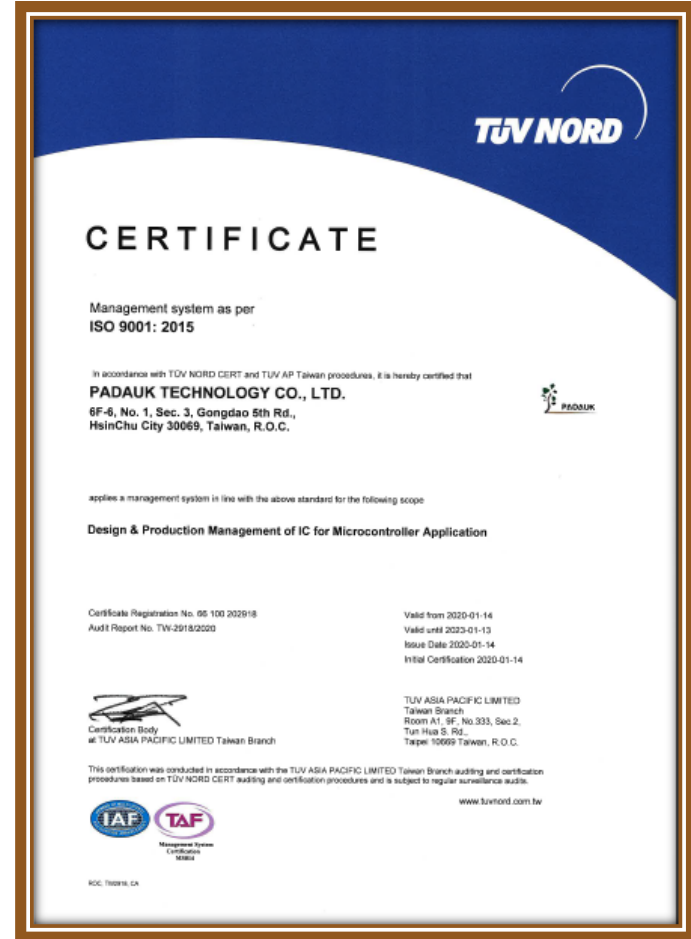 TÜV NORD
CERTIFICATE
Management system as per
ISO 9001: 2015
In accordance with TÜV NORD CERT and TUV AP Taiwan procedures, it is hereby certified that
PADAUK TECHNOLOGY CO., LTD.
6F-6, No. 1, Sec. 3, Gongdao 5th Rd.,
HsinChu City 30069, Taiwan, R.O.C.
PADAUK
applies a management system in line with the above standard for the following scope
Design & Production Management of IC for Microcontroller Application
Certificate Registration No. 66 100 202918
Audit Report No. TW-2918/2020
Valid from 2020-01-14
Valid until 2023-01-13
Issue Date 2020-01-14
Initial Certification 2020-01-14
Certification Body
at TUV ASIA PACIFIC LIMITED Taiwan Branch
TUV ASIA PACIFIC LIMITED
Taiwan Branch
Room A1, 9F, No.333, Sec.2,
Tun Hua S. Rd.,
Taipei 10669 Taiwan, R.O.C.
This certification was conducted in accordance with the TUV ASIA PACIFIC LIMITED Taiwan Branch auditing and certification
procedures based on TÜV NORD CERT auditing and certification procedures and is subject to regular surveillance audits.
www.tuvnord.com.tw
IAF
TAF
Management System
Certification
ROC